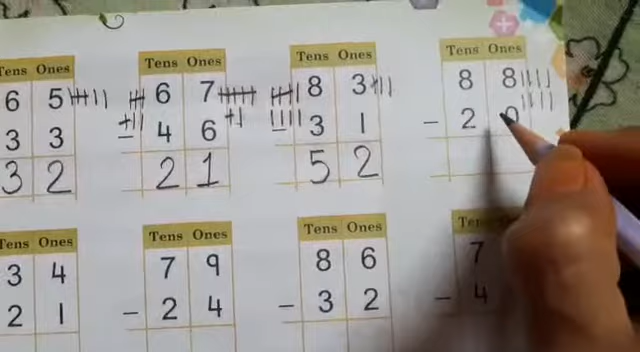 Tens Ones Tens Ones Tens Ones Tens Ones
6 5 6 7 8 3 8 8
3 3 - 4 6 - 3 1 - 2 0
3 2 2 1 5 2
Tens Ones Tens Ones Tens Ones
3 4 7 9 8 6 7
2 1 - 2 4 - 3 2 - 4